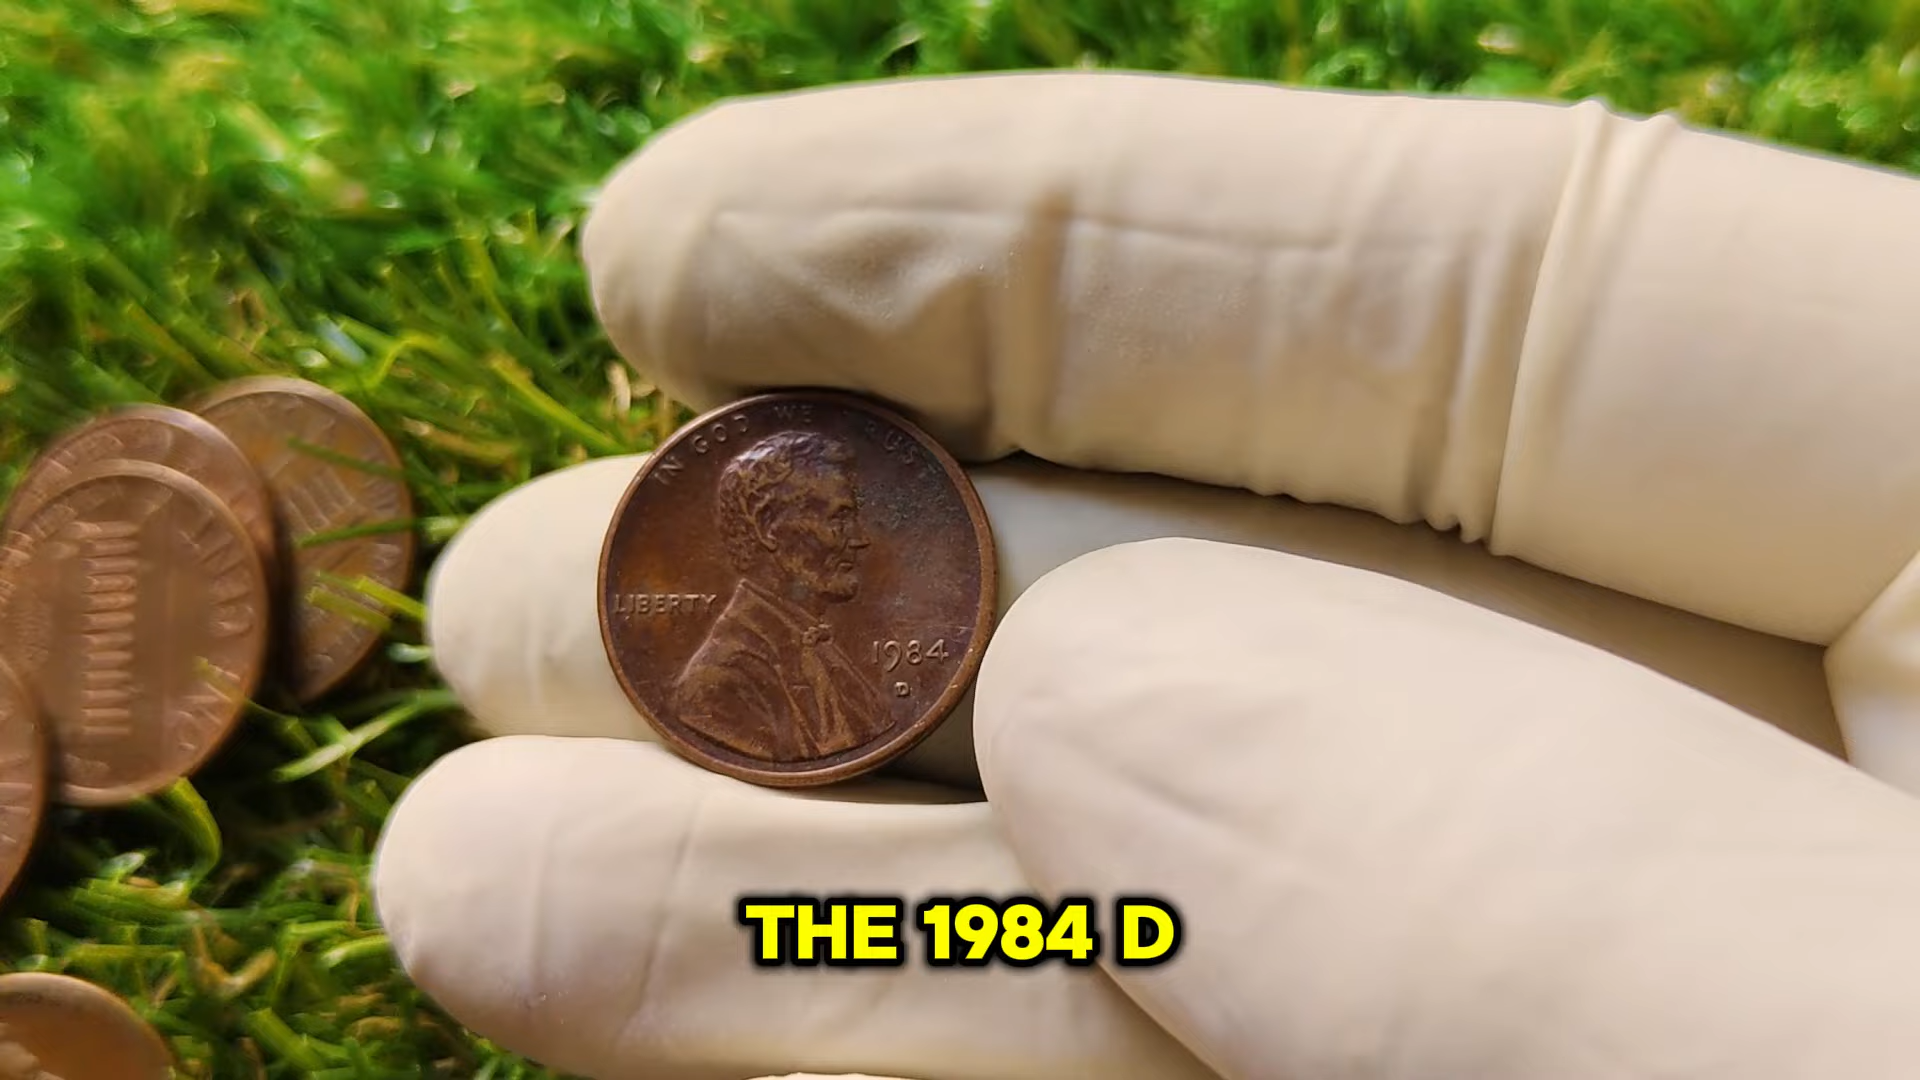 IN GOD WE TRUST
LIBERTY
1984
D
THE 1984 D